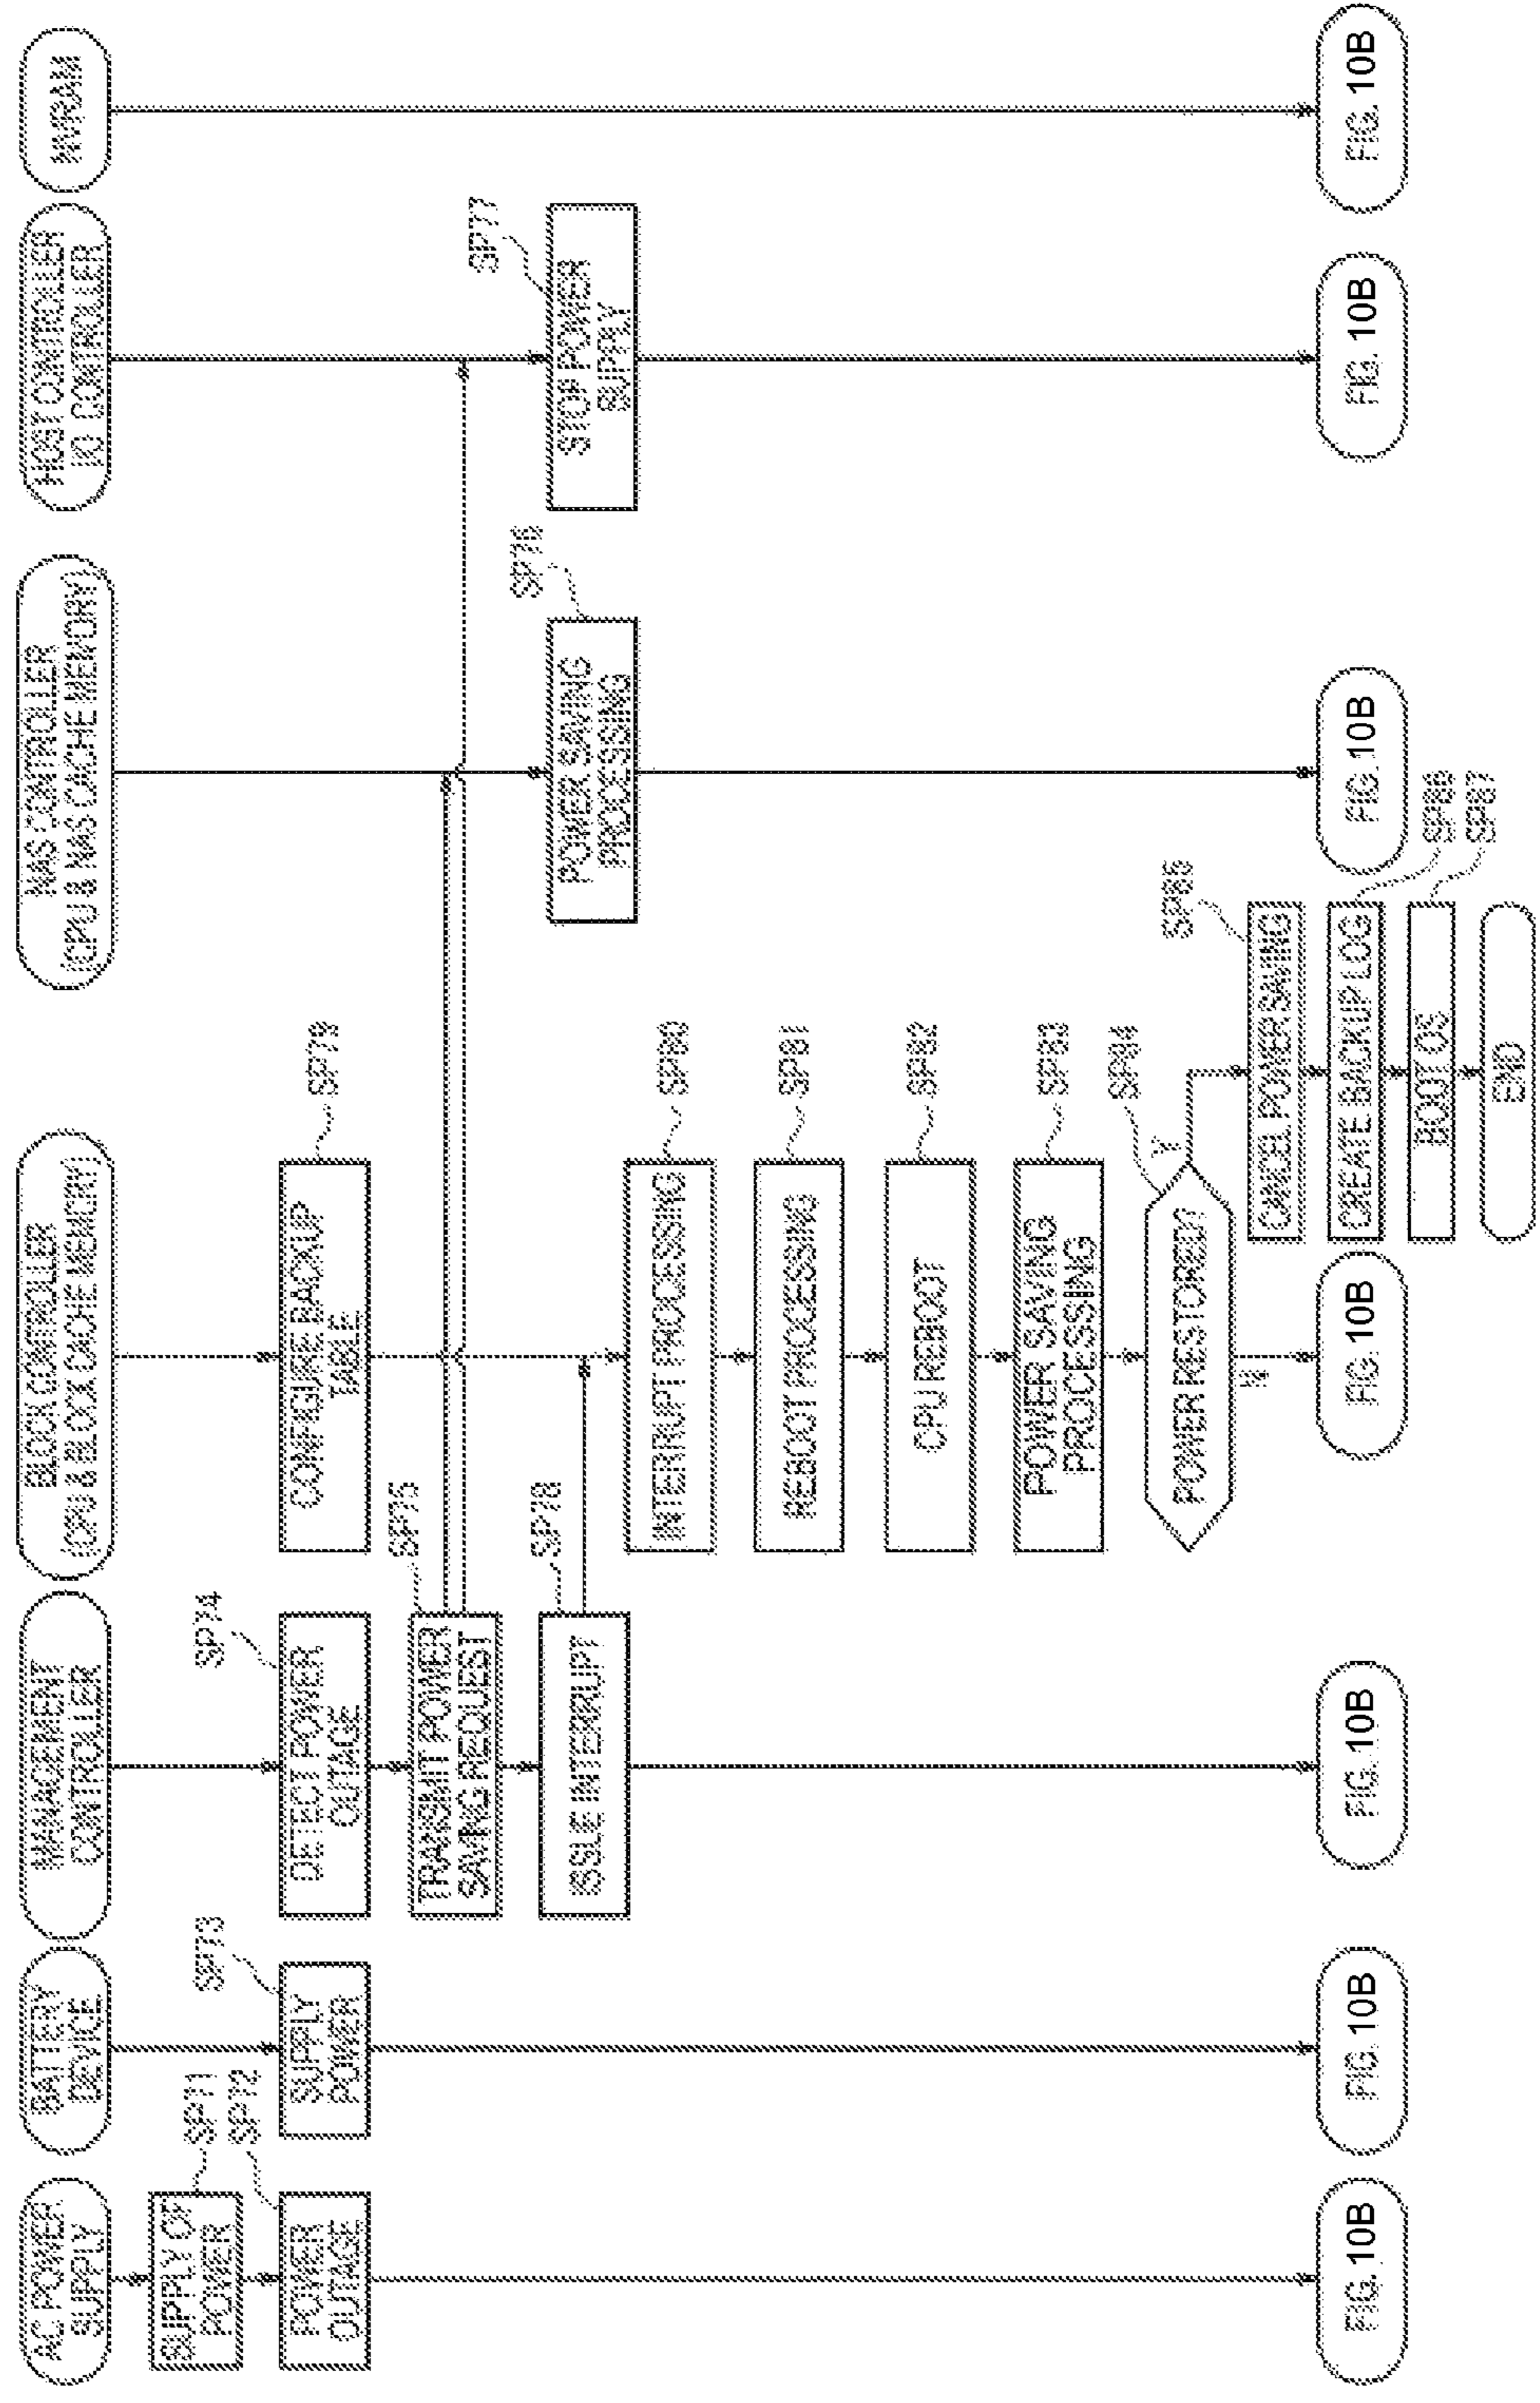 AC POWER
SUPPLY
BATTERY
DEVICE
MANAGEMENT
CONTROLLER
BLOCK CONTROLLER
(CPU & BLOCK CACHE MEMORY)
NAS CONTROLLER
(CPU & NAS CACHE MEMORY)
HOST CONTROLLER
IO CONTROLLER
NVRAM
SP71
SUPPLY OF
POWER
SP72
POWER
OUTAGE
SP73
SUPPLY
POWER
SP74
DETECT POWER
OUTAGE
SP79
CONFIGURE BACKUP
TABLE
SP75
TRANSMIT POWER
SAVING REQUEST
SP78
ISSUE INTERRUPT
SP76
POWER SAVING
PROCESSING
SP77
STOP POWER
SUPPLY
SP80
INTERRUPT PROCESSING
SP81
REBOOT PROCESSING
SP82
CPU REBOOT
SP83
POWER SAVING
PROCESSING
SP84
POWER RESTORED?
Y
N
SP85
CANCEL POWER SAVING
SP86
CREATE BACKUP LOG
SP87
BOOT OS
END
FIG. 10B
FIG. 10B
FIG. 10B
FIG. 10B
FIG. 10B
FIG. 10B
FIG. 10B